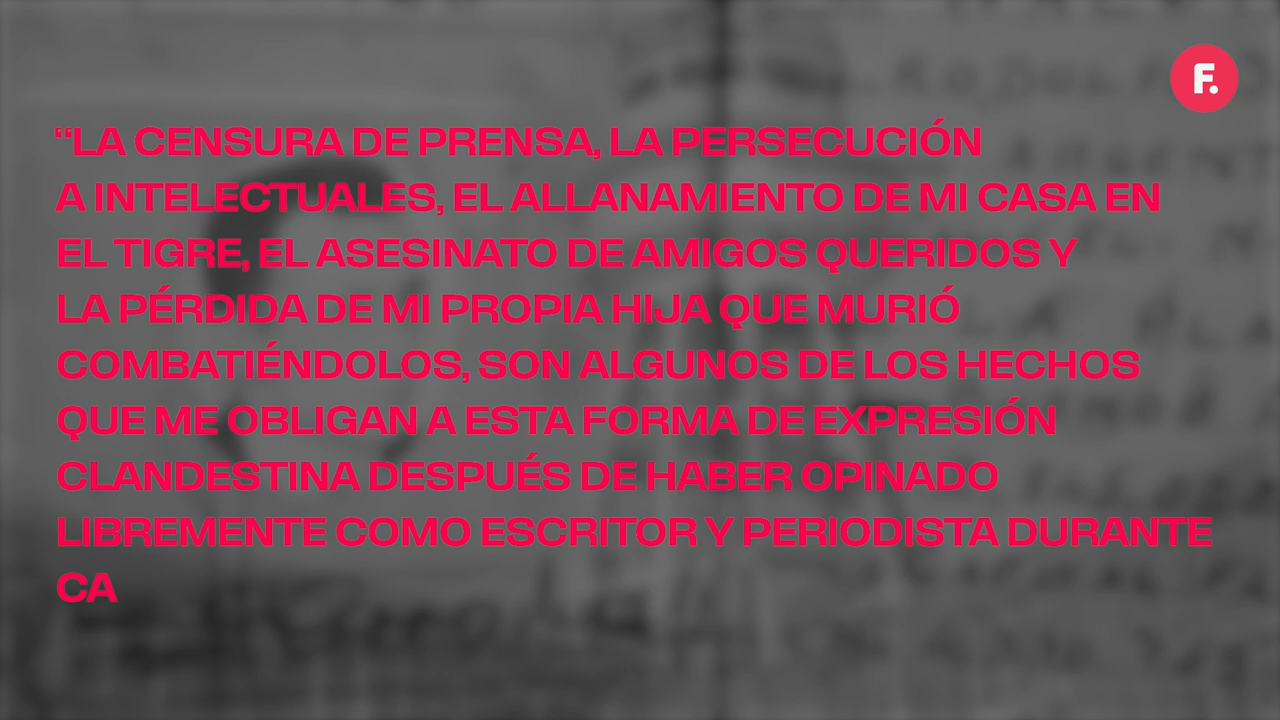 F.
“LA CENSURA DE PRENSA, LA PERSECUCIÓN
A INTELECTUALES, EL ALLANAMIENTO DE MI CASA EN
EL TIGRE, EL ASESINATO DE AMIGOS QUERIDOS Y
LA PÉRDIDA DE MI PROPIA HIJA QUE MURIÓ
COMBATIÉNDOLOS, SON ALGUNOS DE LOS HECHOS
QUE ME OBLIGAN A ESTA FORMA DE EXPRESIÓN
CLANDESTINA DESPUÉS DE HABER OPINADO
LIBREMENTE COMO ESCRITOR Y PERIODISTA DURANTE
CA